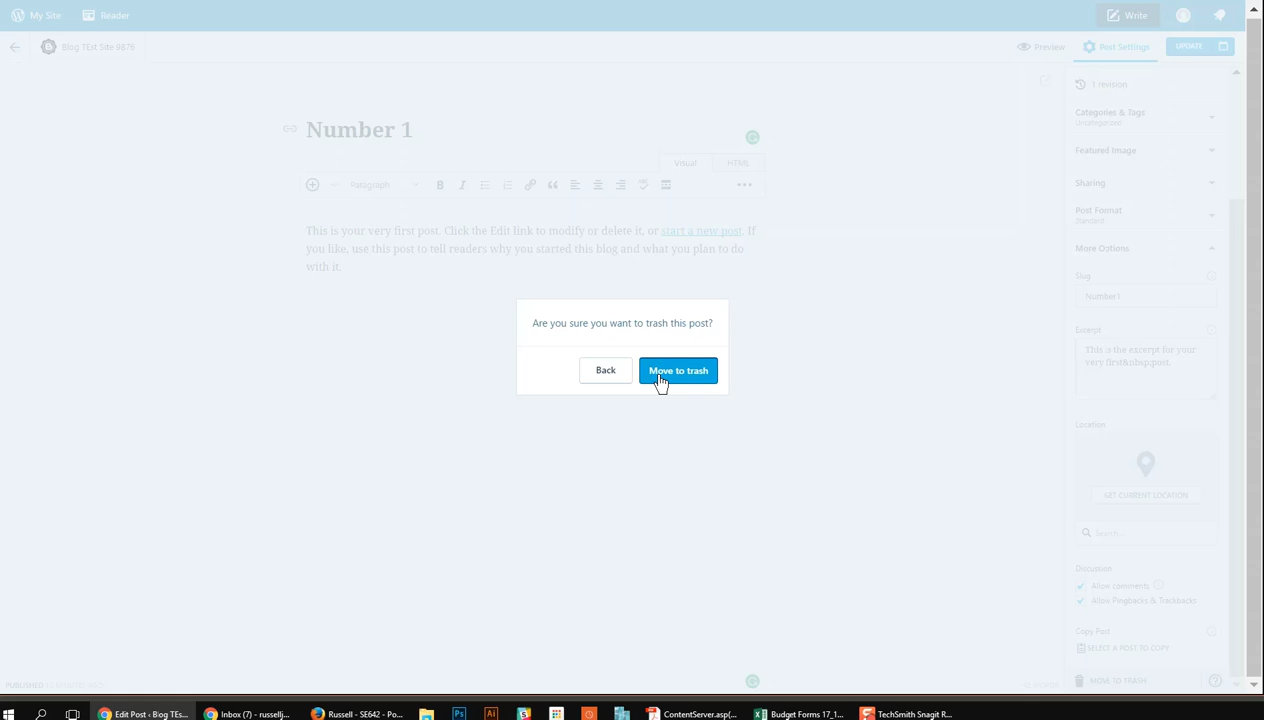 My Site
Reader
Write
Blog TEst Site 9876
Preview
Post Settings
UPDATE
1 revision
Categories & Tags
Uncategorized
Featured Image
Sharing
Post Format
Standard
More Options
Slug
Number1
Excerpt
This is the excerpt for your
very first&nbsp;post.
Location
GET CURRENT LOCATION
Search...
Discussion
Allow comments
Allow Pingbacks & Trackbacks
Copy Post
SELECT A POST TO COPY
MOVE TO TRASH
Number 1
Visual
HTML
Paragraph
B
I
This is your very first post. Click the Edit link to modify or delete it, or start a new post. If
you like, use this post to tell readers why you started this blog and what you plan to do
with it.
Are you sure you want to trash this post?
Back
Move to trash
PUBLISHED
Edit Post ‹ Blog TEs...
Inbox (7) - russellj...
Russell - SE642 - Po...
Ps
Ai
ContentServer.asp(...
Budget Forms 17_1...
TechSmith Snagit R...